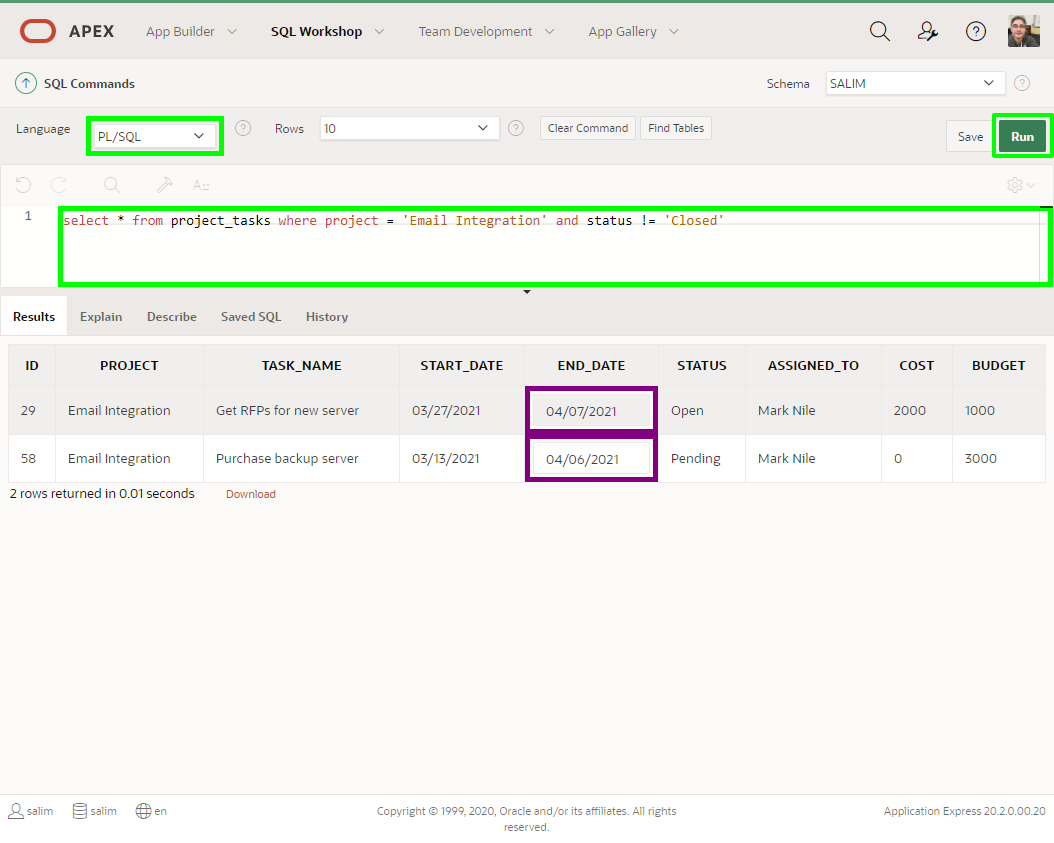 APEX App Builder SQL Workshop Team Development App Gallery ?
SQL Commands Schema SALIM ?
Language PL/SQL ? Rows 10 ? Clear Command Find Tables Save Run
A::
1 select * from project_tasks where project = 'Email Integration' and status != 'Closed'
Results Explain Describe Saved SQL History
ID PROJECT TASK_NAME START_DATE END_DATE STATUS ASSIGNED_TO COST BUDGET
29 Email Integration Get RFPs for new server 03/27/2021 04/07/2021 Open Mark Nile 2000 1000
58 Email Integration Purchase backup server 03/13/2021 04/06/2021 Pending Mark Nile 0 3000
2 rows returned in 0.01 seconds Download
salim salim en Copyright © 1999, 2020, Oracle and/or its affiliates. All rights Application Express 20.2.0.00.20
reserved.